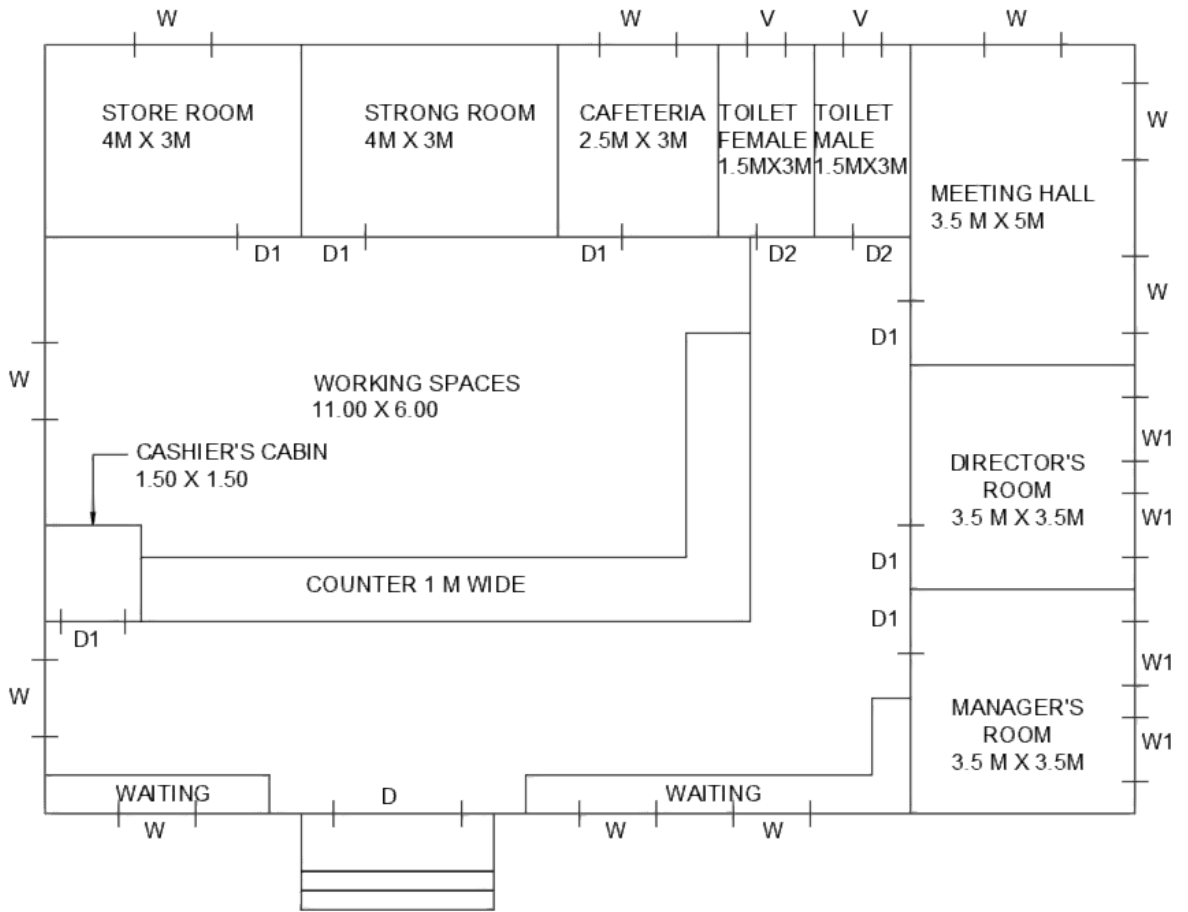 W
W
V
V
W
STORE ROOM
4M X 3M
STRONG ROOM
4M X 3M
CAFETERIA
2.5M X 3M
TOILET
FEMALE
1.5MX3M
TOILET
MALE
1.5MX3M
W
MEETING HALL
3.5 M X 5M
D1
D1
D1
D2
D2
W
D1
W
WORKING SPACES
11.00 X 6.00
CASHIER'S CABIN
1.50 X 1.50
W1
DIRECTOR'S
ROOM
3.5 M X 3.5M
W1
D1
COUNTER 1 M WIDE
D1
D1
W
W1
MANAGER'S
ROOM
3.5 M X 3.5M
W1
WAITING
D
WAITING
W
W
W